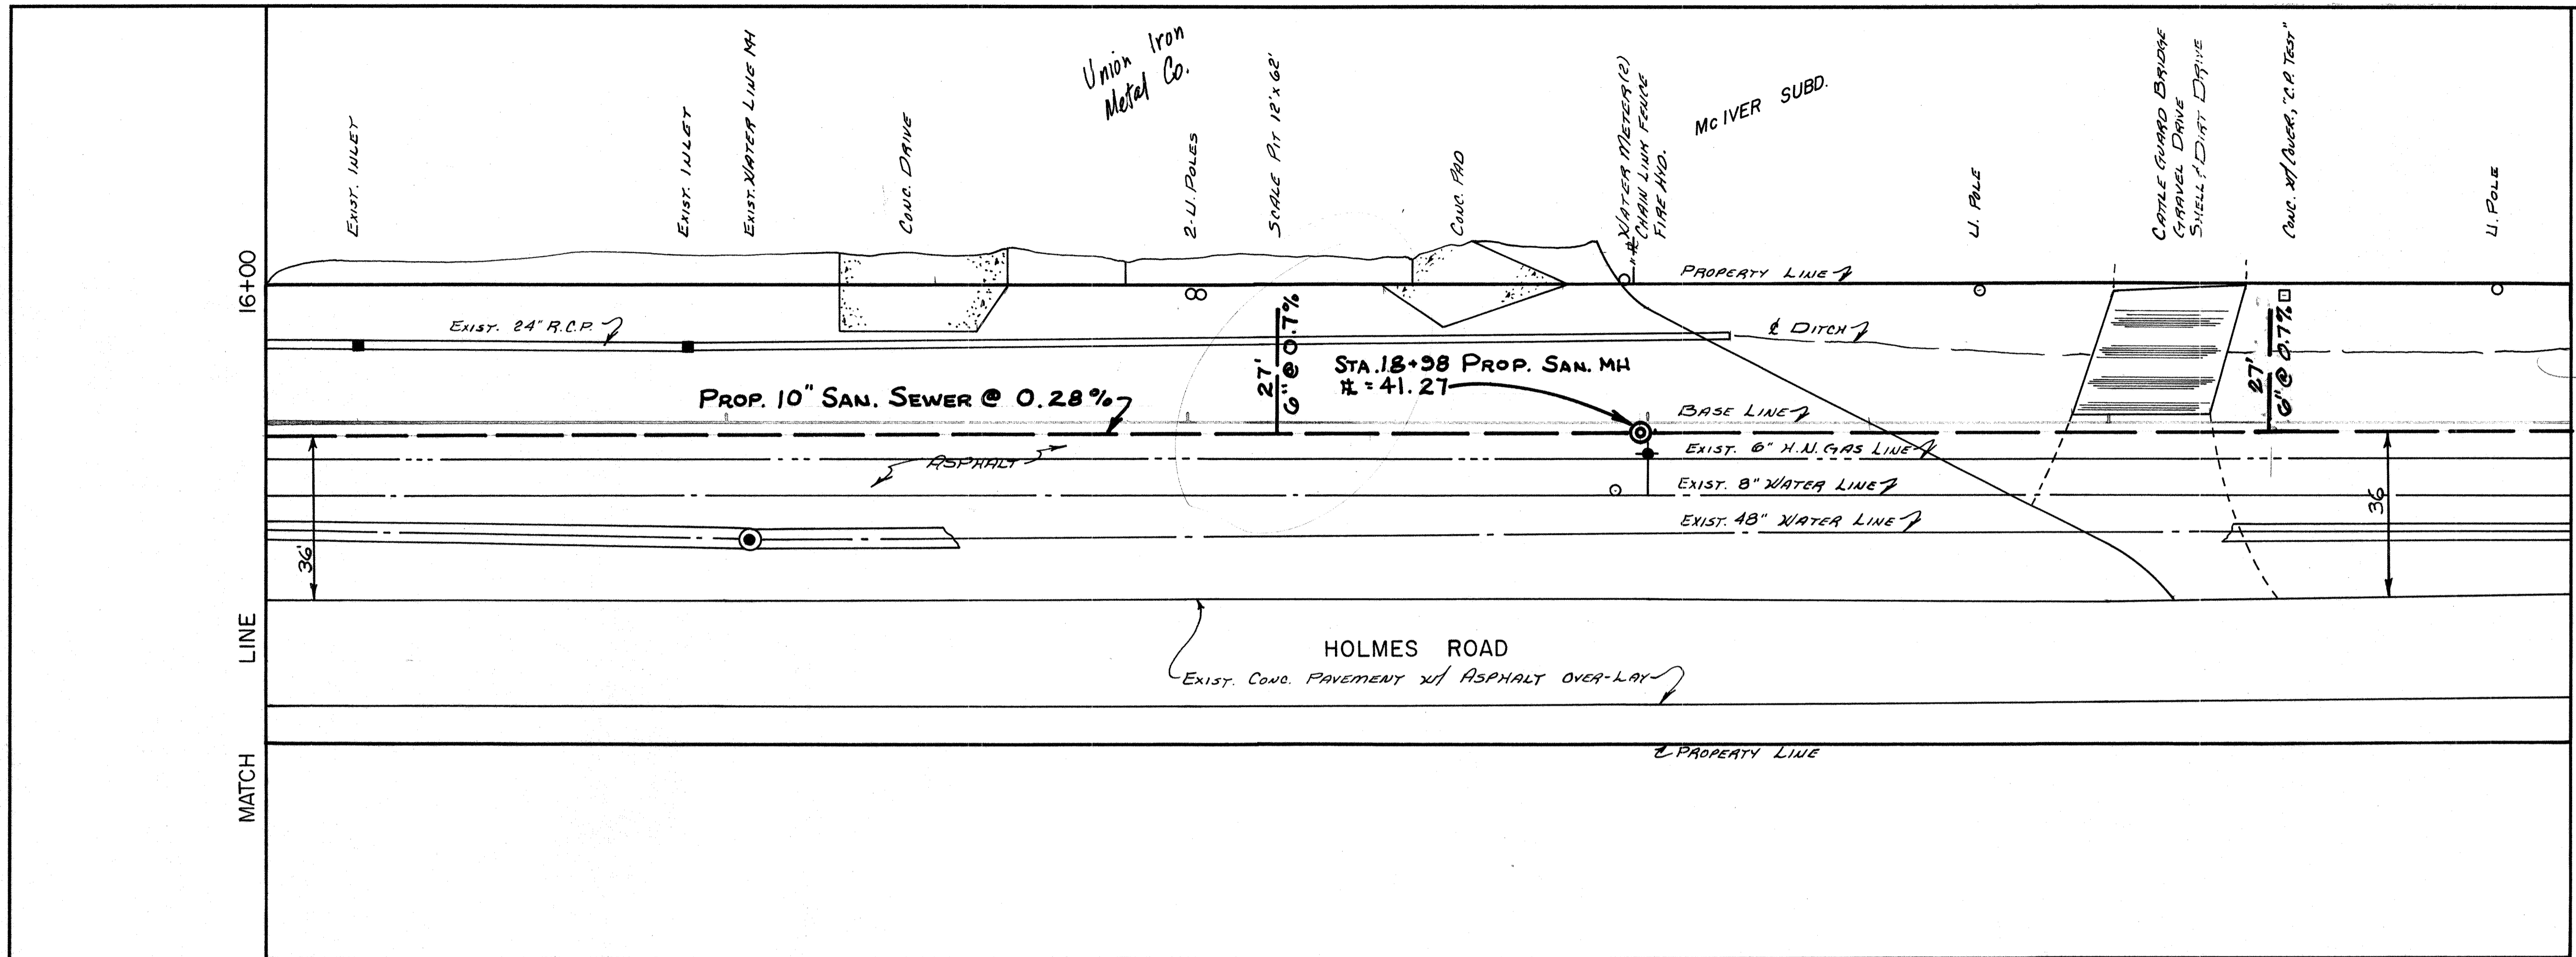 EXIST. INLET
EXIST. INLET
EXIST. WATER LINE MH
CONC. DRIVE
Union Iron
Metal Co.
2-U. POLES
SCALE PIT 12' x 62'
CONC. PAD
WATER METER (2)
CHAIN LINK FENCE
FIRE HYD.
Mc IVER SUBD.
U. POLE
CATTLE GUARD BRIDGE
GRAVEL DRIVE
SHELL & DIRT DRIVE
CONC. W/ COVER, "C.P. TEST"
U. POLE
16+00
PROPERTY LINE
EXIST. 24" R.C.P.
℄ DITCH
27'
6" @ 0.7%
STA. 18+98 PROP. SAN. MH
℄ = 41.27
27'
6" @ 0.7%
PROP. 10" SAN. SEWER @ 0.28%
BASE LINE
ASPHALT
EXIST. 6" H.N. GAS LINE
EXIST. 8" WATER LINE
EXIST. 48" WATER LINE
36'
36
HOLMES ROAD
EXIST. CONC. PAVEMENT W/ ASPHALT OVER-LAY
PROPERTY LINE
MATCH LINE